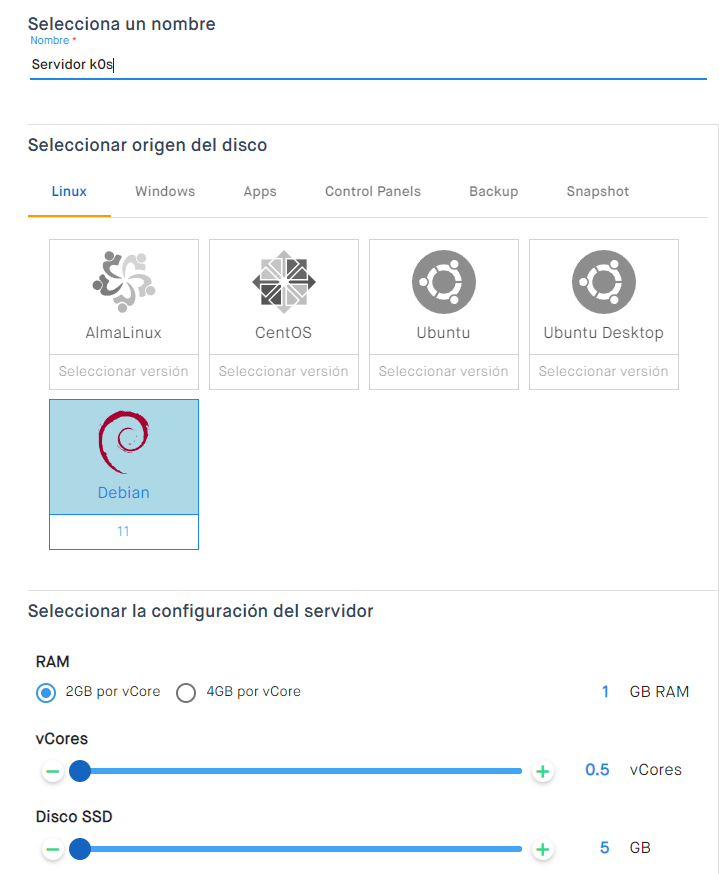 Selecciona un nombre
Nombre *
Servidor k0s
Seleccionar origen del disco
Linux Windows Apps Control Panels Backup Snapshot
AlmaLinux CentOS Ubuntu Ubuntu Desktop
Seleccionar versión Seleccionar versión Seleccionar versión Seleccionar versión
Debian
11
Seleccionar la configuración del servidor
RAM
2GB por vCore 4GB por vCore 1 GB RAM
vCores
0.5 vCores
Disco SSD
5 GB